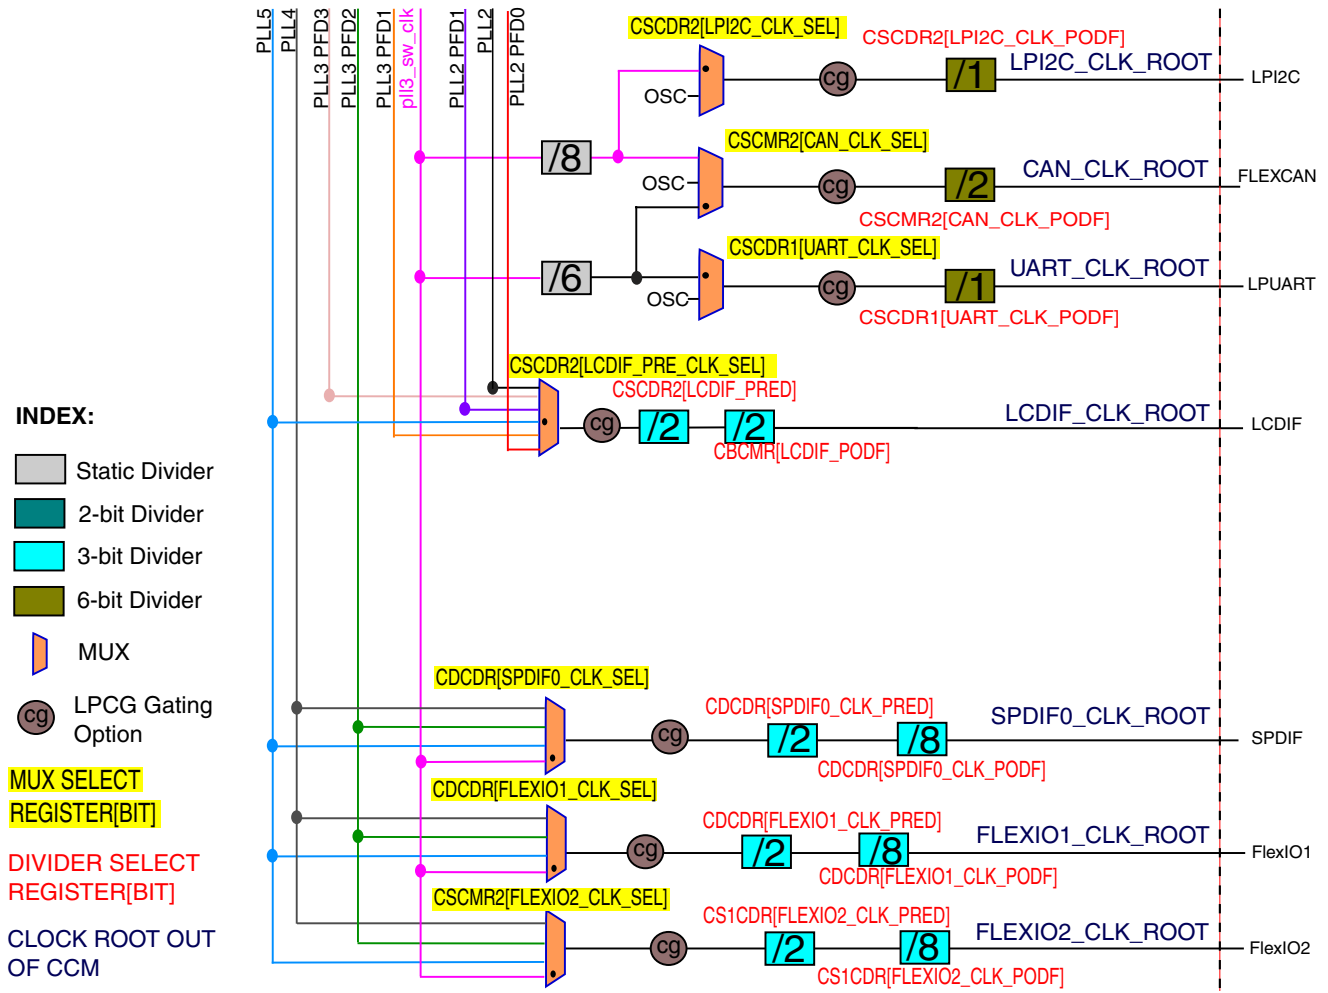 PLL5
PLL4
PLL3 PFD3
PLL3 PFD2
PLL3 PFD1
pll3_sw_clk
PLL2 PFD1
PLL2
PLL2 PFD0
CSCDR2[LPI2C_CLK_SEL]
CSCDR2[LPI2C_CLK_PODF]
LPI2C_CLK_ROOT
OSC
cg
/1
LPI2C
/8
CSCMR2[CAN_CLK_SEL]
CAN_CLK_ROOT
OSC
cg
/2
FLEXCAN
CSCMR2[CAN_CLK_PODF]
/6
CSCDR1[UART_CLK_SEL]
UART_CLK_ROOT
OSC
cg
/1
LPUART
CSCDR1[UART_CLK_PODF]
CSCDR2[LCDIF_PRE_CLK_SEL]
CSCDR2[LCDIF_PRED]
LCDIF_CLK_ROOT
cg
/2
/2
LCDIF
CBCMR[LCDIF_PODF]
INDEX:
Static Divider
2-bit Divider
3-bit Divider
6-bit Divider
MUX
cg
LPCG Gating
Option
MUX SELECT
REGISTER[BIT]
DIVIDER SELECT
REGISTER[BIT]
CLOCK ROOT OUT
OF CCM
CDCDR[SPDIF0_CLK_SEL]
CDCDR[SPDIF0_CLK_PRED]
SPDIF0_CLK_ROOT
cg
/2
/8
SPDIF
CDCDR[SPDIF0_CLK_PODF]
CDCDR[FLEXIO1_CLK_SEL]
CDCDR[FLEXIO1_CLK_PRED]
FLEXIO1_CLK_ROOT
cg
/2
/8
FlexIO1
CDCDR[FLEXIO1_CLK_PODF]
CSCMR2[FLEXIO2_CLK_SEL]
CS1CDR[FLEXIO2_CLK_PRED]
FLEXIO2_CLK_ROOT
cg
/2
/8
FlexIO2
CS1CDR[FLEXIO2_CLK_PODF]